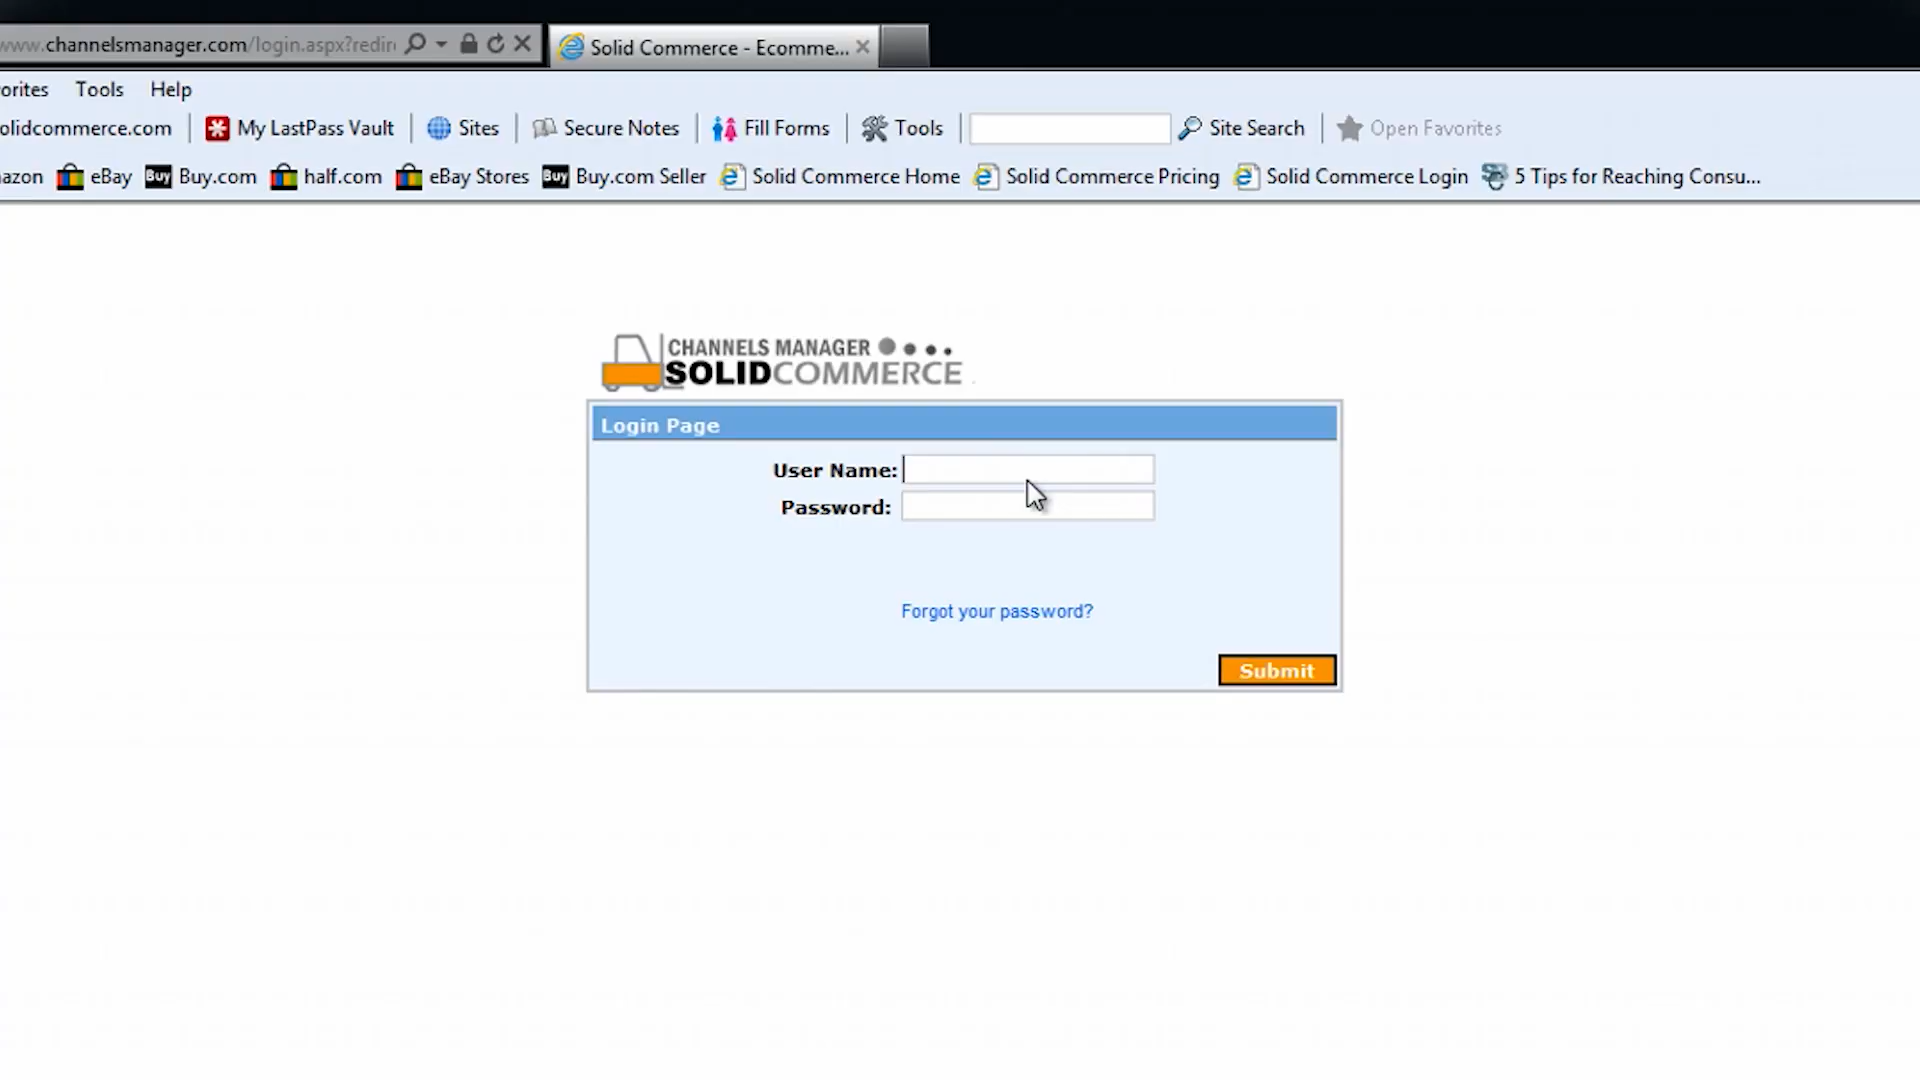 www.channelsmanager.com/login.aspx?redir
Solid Commerce - Ecomme...
orites Tools Help
olidcommerce.com My LastPass Vault Sites Secure Notes Fill Forms Tools Site Search Open Favorites
azon eBay Buy Buy.com half.com eBay Stores Buy Buy.com Seller Solid Commerce Home Solid Commerce Pricing Solid Commerce Login 5 Tips for Reaching Consu...
CHANNELS MANAGER
SOLIDCOMMERCE
Login Page
User Name:
Password:
Forgot your password?
Submit